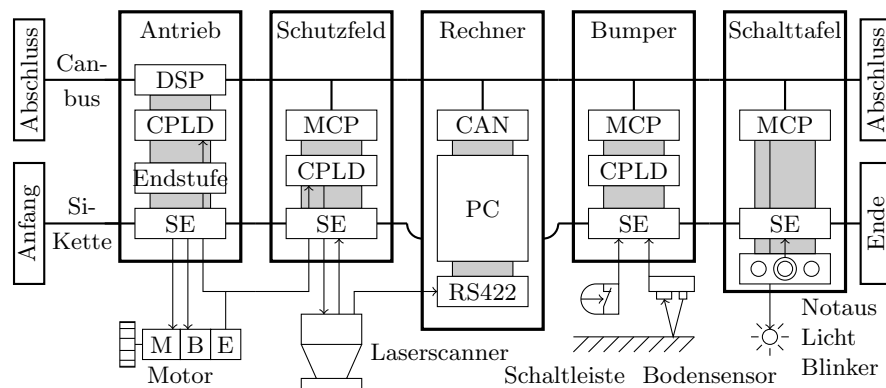 Antrieb
Schutzfeld
Rechner
Bumper
Schalttafel
Abschluss
Can-
bus
DSP
Abschluss
CPLD
MCP
CAN
MCP
MCP
Endstufe
CPLD
CPLD
Anfang
Si-
Kette
SE
SE
PC
SE
SE
Ende
RS422
Notaus
Licht
Blinker
M
B
E
Motor
Laserscanner
Schaltleiste
Bodensensor